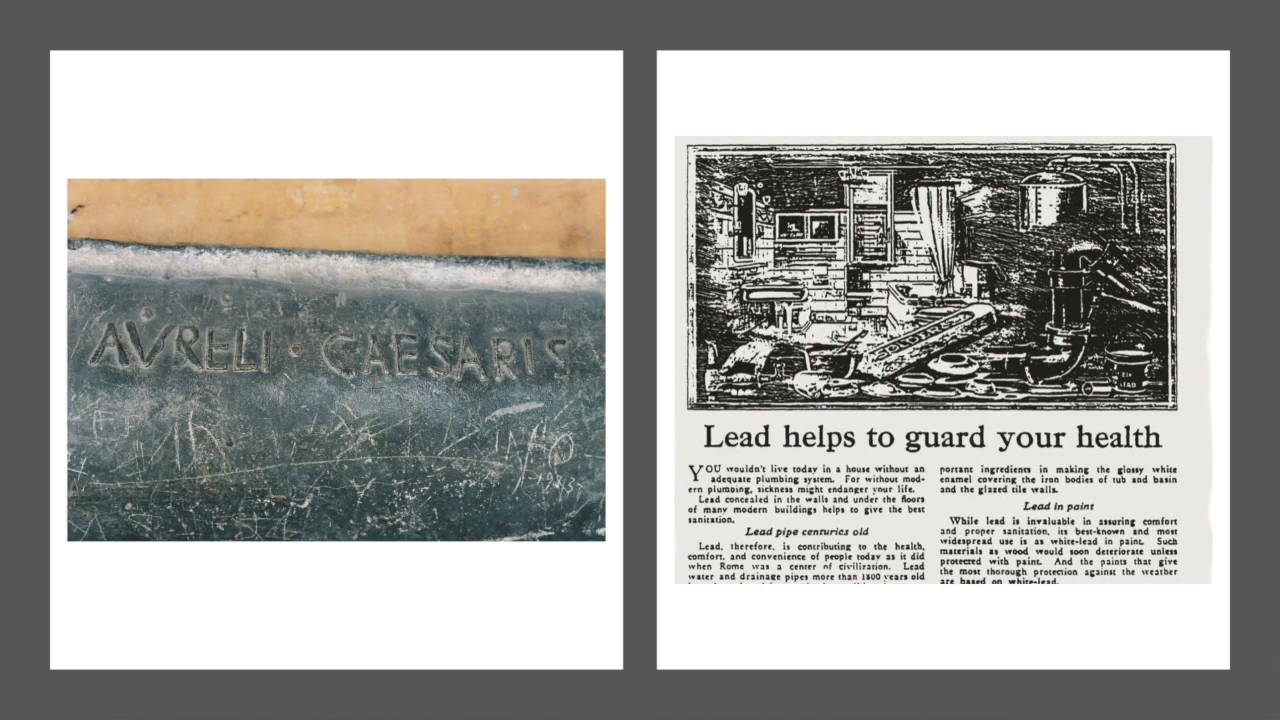 AVRELI · CAESARIS
Lead helps to guard your health
YOU wouldn't live today in a house without an
adequate plumbing system. For without mod-
ern plumbing, sickness might endanger your life.
Lead concealed in the walls and under the floors
of many modern buildings helps to give the best
sanitation.
Lead pipe centuries old
Lead, therefore, is contributing to the health,
comfort, and convenience of people today as it did
when Rome was a center of civilization. Lead
water and drainage pipes more than 1800 years old
portant ingredients in making the glossy white
enamel covering the iron bodies of tub and basin
and the glazed tile walls.
Lead in paint
While lead is invaluable in assuring comfort
and proper sanitation, its best-known and most
widespread use is as white-lead in paint. Such
materials as wood would soon deteriorate unless
protected with paint. And the paints that give
the most thorough protection against the weather
are based on white-lead.